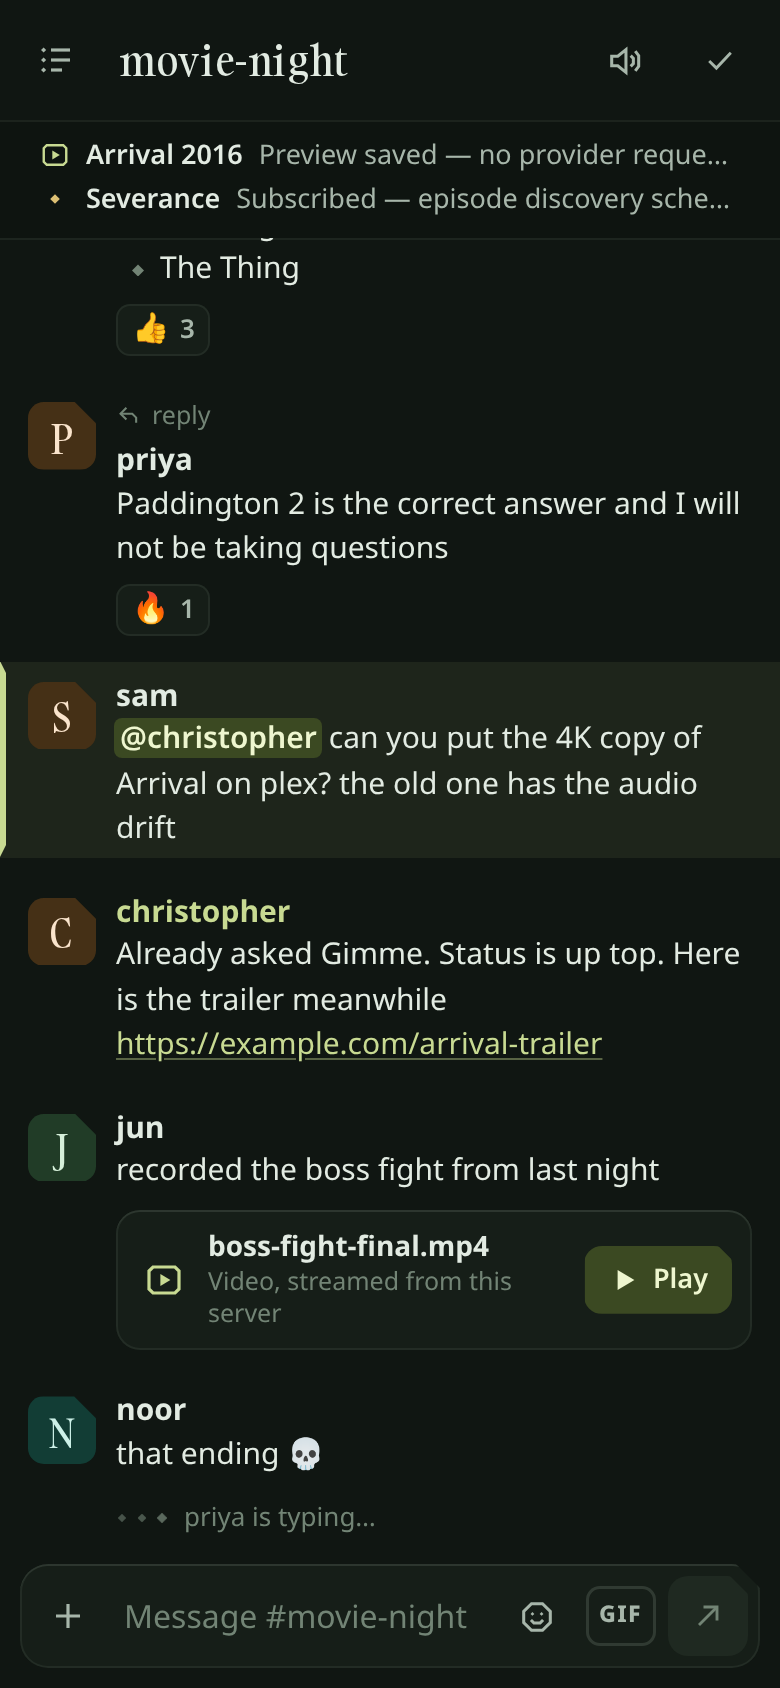 movie-night
Arrival 2016 Preview saved — no provider reque...
Severance Subscribed — episode discovery sche...
The Thing
👍 3
P
reply
priya
Paddington 2 is the correct answer and I will
not be taking questions
🔥 1
S
sam
@christopher can you put the 4K copy of
Arrival on plex? the old one has the audio
drift
C
christopher
Already asked Gimme. Status is up top. Here
is the trailer meanwhile
https://example.com/arrival-trailer
J
jun
recorded the boss fight from last night
boss-fight-final.mp4
Video, streamed from this
server
Play
N
noor
that ending 💀
priya is typing...
Message #movie-night
GIF